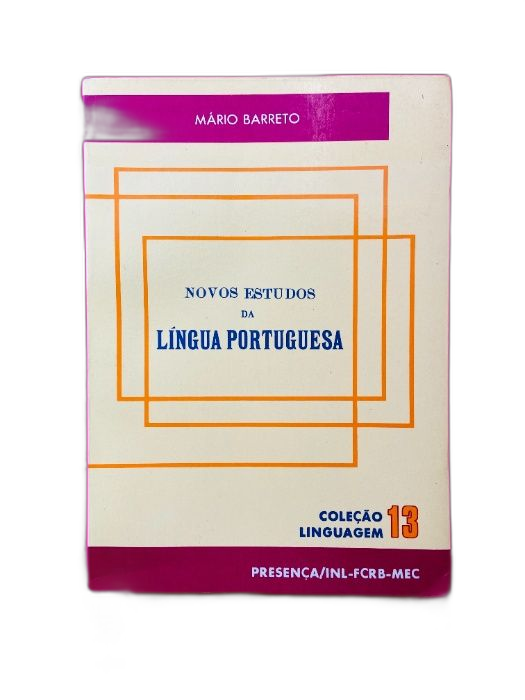 MÁRIO BARRETO
NOVOS ESTUDOS
DA
LÍNGUA PORTUGUESA
COLEÇÃO 13
LINGUAGEM
PRESENÇA/INL-FCRB-MEC